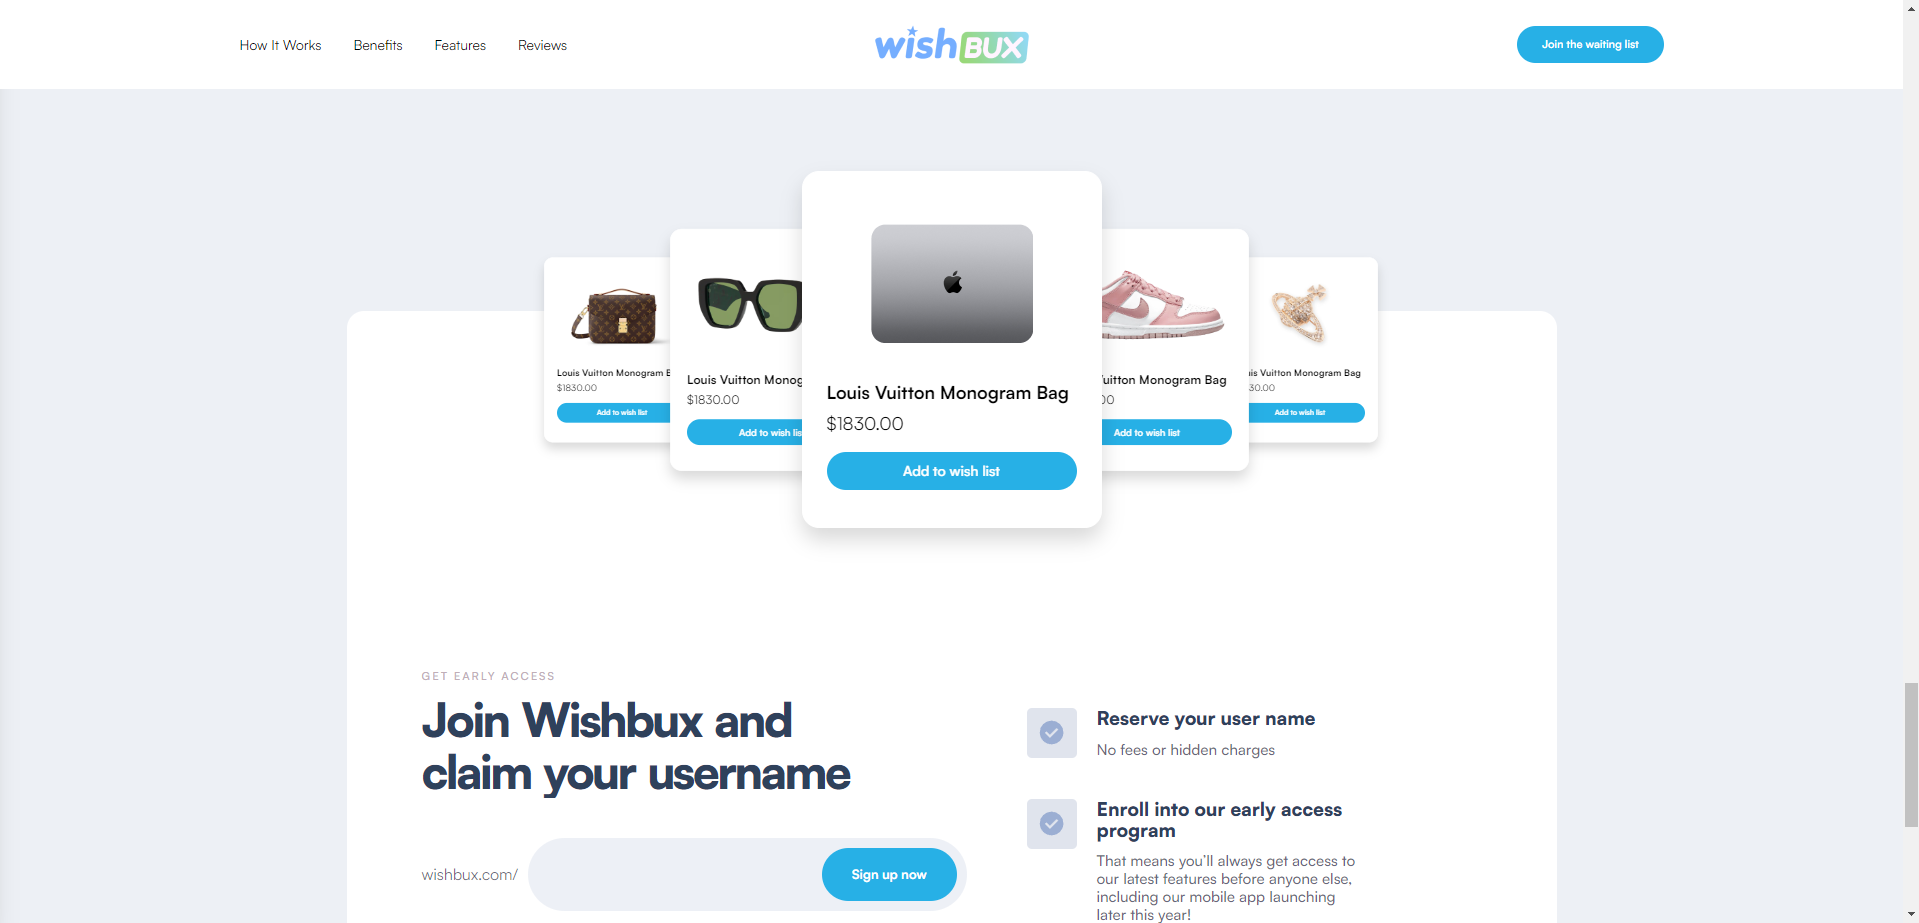 How It Works
Benefits
Features
Reviews
wishBUX
Join the waiting list
Louis Vuitton Monogram B
$1830.00
Add to wish list
Louis Vuitton Monog
$1830.00
Add to wish lis
Louis Vuitton Monogram Bag
$1830.00
Add to wish list
uitton Monogram Bag
00
Add to wish list
is Vuitton Monogram Bag
30.00
Add to wish list
GET EARLY ACCESS
Join Wishbux and
claim your username
wishbux.com/
Sign up now
Reserve your user name
No fees or hidden charges
Enroll into our early access
program
That means you'll always get access to
our latest features before anyone else,
including our mobile app launching
later this year!